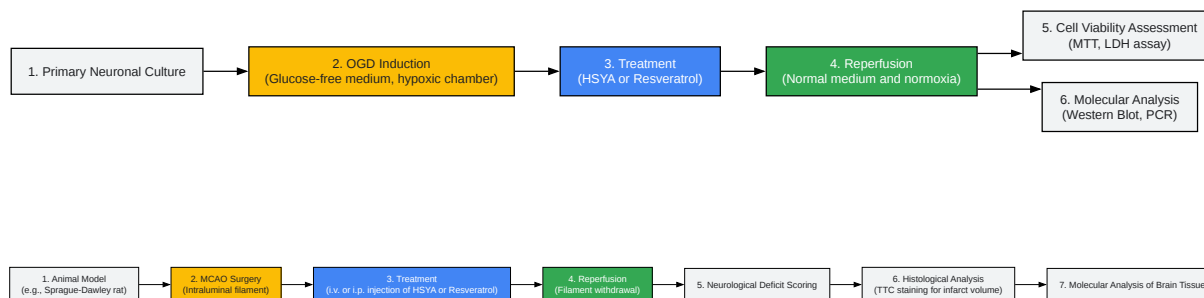 1. Primary Neuronal Culture
2. OGD Induction
(Glucose-free medium, hypoxic chamber)
3. Treatment
(HSYA or Resveratrol)
4. Reperfusion
(Normal medium and normoxia)
5. Cell Viability Assessment
(MTT, LDH assay)
6. Molecular Analysis
(Western Blot, PCR)
1. Animal Model
(e.g., Sprague-Dawley rat)
2. MCAO Surgery
(Intraluminal filament)
3. Treatment
(i.v. or i.p. injection of HSYA or Resveratrol)
4. Reperfusion
(Filament withdrawal)
5. Neurological Deficit Scoring
6. Histological Analysis
(TTC staining for infarct volume)
7. Molecular Analysis of Brain Tissue